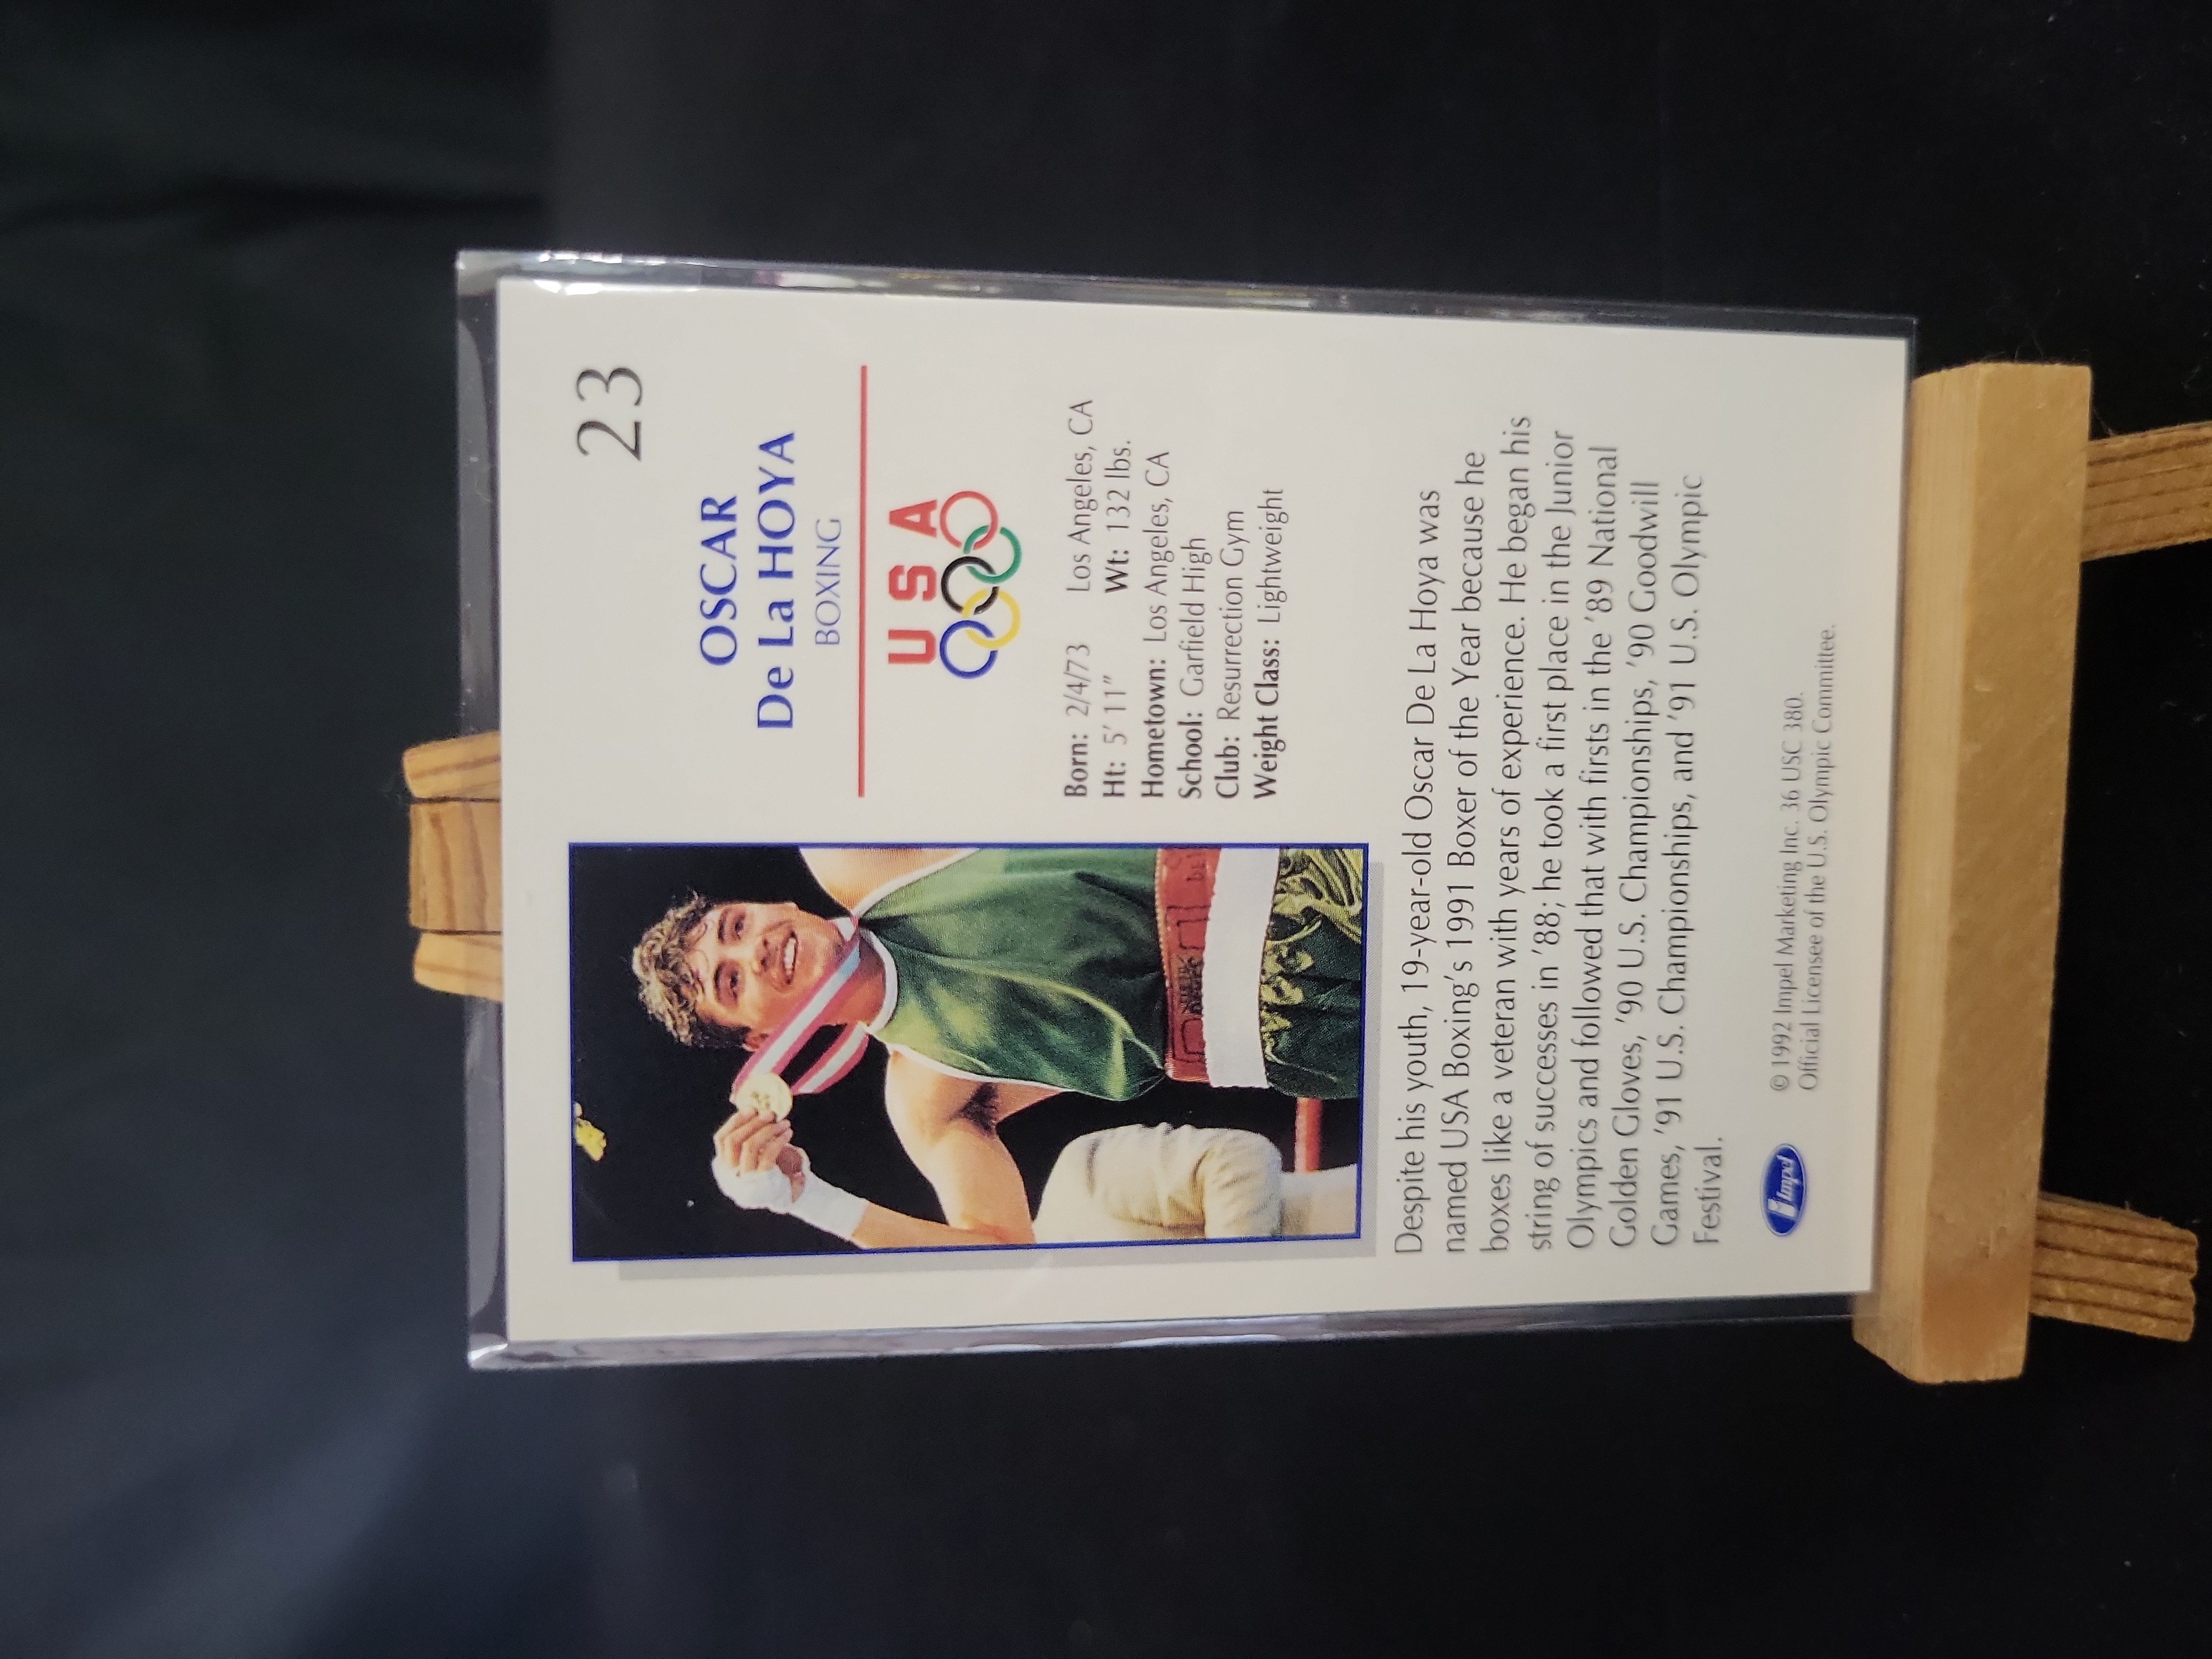 23
OSCAR
De La HOYA
BOXING
USA
Born: 2/4/73 Los Angeles, CA
Ht: 5' 11" Wt: 132 lbs.
Hometown: Los Angeles, CA
School: Garfield High
Club: Resurrection Gym
Weight Class: Lightweight
Despite his youth, 19-year-old Oscar De La Hoya was
named USA Boxing's 1991 Boxer of the Year because he
boxes like a veteran with years of experience. He began his
string of successes in '88; he took a first place in the Junior
Olympics and followed that with firsts in the '89 National
Golden Gloves, '90 U.S. Championships, '90 Goodwill
Games, '91 U.S. Championships, and '91 U.S. Olympic
Festival.
Impel
© 1992 Impel Marketing Inc. 36 USC 380.
Official Licensee of the U.S. Olympic Committee.